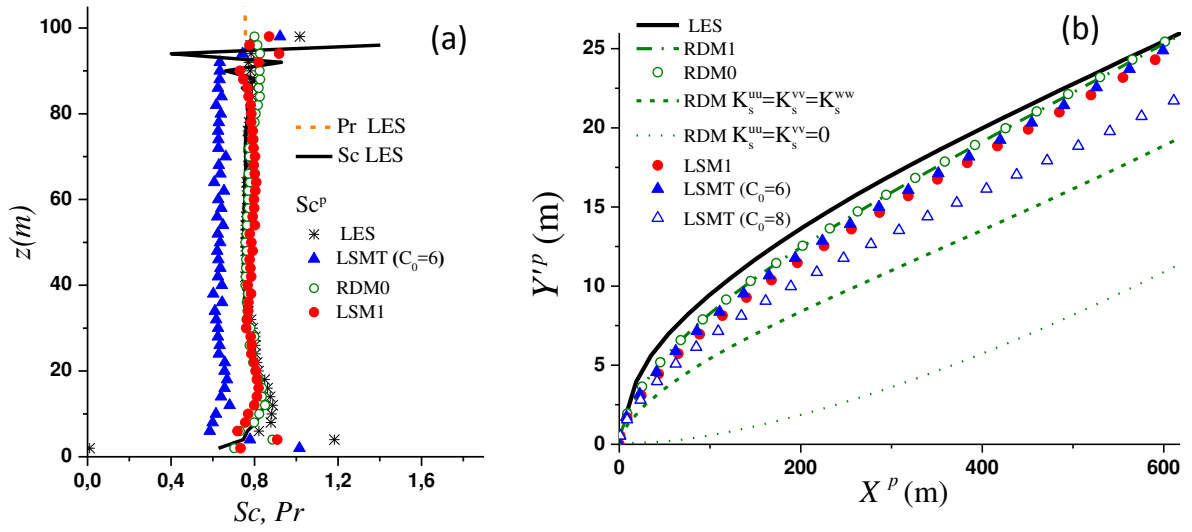 (a)
100
80
60
40
20
0
z(m)
0,0 0,4 0,8 1,2 1,6
Sc, Pr
Pr LES
Sc LES
Sc^p
LES
LSMT (C₀=6)
RDM0
LSM1
(b)
25
20
15
10
5
0
Y'^p (m)
0 200 400 600
X^p (m)
LES
RDM1
RDM0
RDM K_s^uu=K_s^vv=K_s^ww
RDM K_s^uu=K_s^vv=0
LSM1
LSMT (C₀=6)
LSMT (C₀=8)